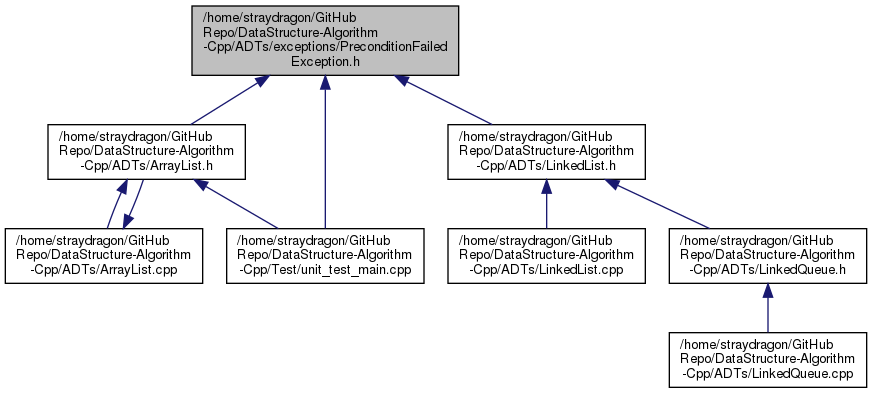 /home/straydragon/GitHub
Repo/DataStructure-Algorithm
-Cpp/ADTs/exceptions/PreconditionFailed
Exception.h
/home/straydragon/GitHub
Repo/DataStructure-Algorithm
-Cpp/ADTs/ArrayList.h
/home/straydragon/GitHub
Repo/DataStructure-Algorithm
-Cpp/ADTs/LinkedList.h
/home/straydragon/GitHub
Repo/DataStructure-Algorithm
-Cpp/ADTs/ArrayList.cpp
/home/straydragon/GitHub
Repo/DataStructure-Algorithm
-Cpp/Test/unit_test_main.cpp
/home/straydragon/GitHub
Repo/DataStructure-Algorithm
-Cpp/ADTs/LinkedList.cpp
/home/straydragon/GitHub
Repo/DataStructure-Algorithm
-Cpp/ADTs/LinkedQueue.h
/home/straydragon/GitHub
Repo/DataStructure-Algorithm
-Cpp/ADTs/LinkedQueue.cpp